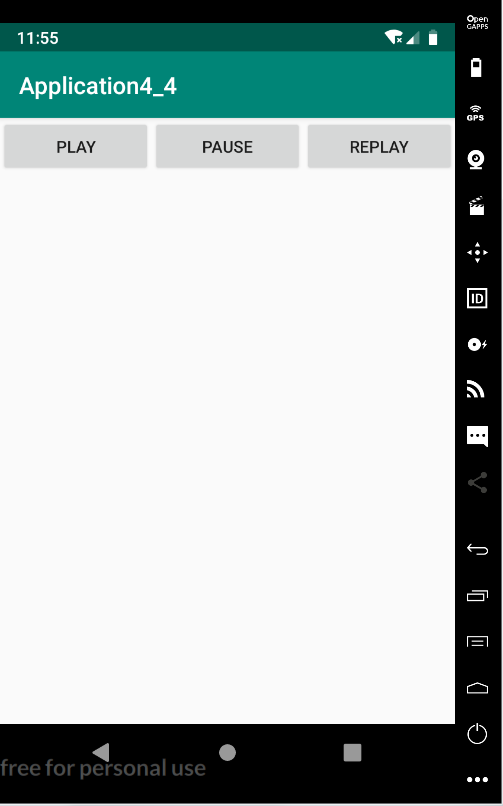 Open
GAPPS
11:55
Application4_4
GPS
PLAY PAUSE REPLAY
ID
free for personal use